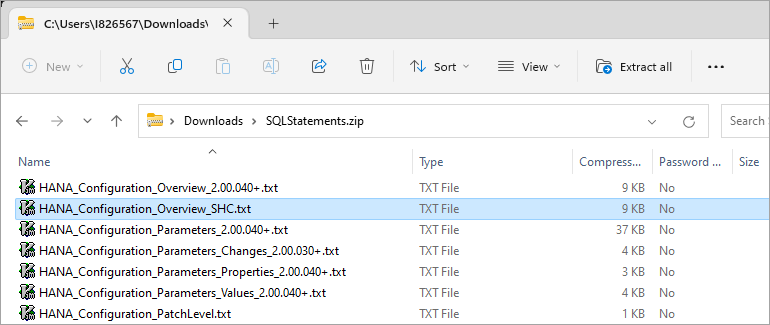 C:\Users\I826567\Downloads\
New
Sort
View
Extract all
Downloads > SQLStatements.zip
Search S
Name Type Compress... Password ... Size
HANA_Configuration_Overview_2.00.040+.txt TXT File 9 KB No
HANA_Configuration_Overview_SHC.txt TXT File 9 KB No
HANA_Configuration_Parameters_2.00.040+.txt TXT File 37 KB No
HANA_Configuration_Parameters_Changes_2.00.030+.txt TXT File 4 KB No
HANA_Configuration_Parameters_Properties_2.00.040+.txt TXT File 3 KB No
HANA_Configuration_Parameters_Values_2.00.040+.txt TXT File 4 KB No
HANA_Configuration_PatchLevel.txt TXT File 1 KB No